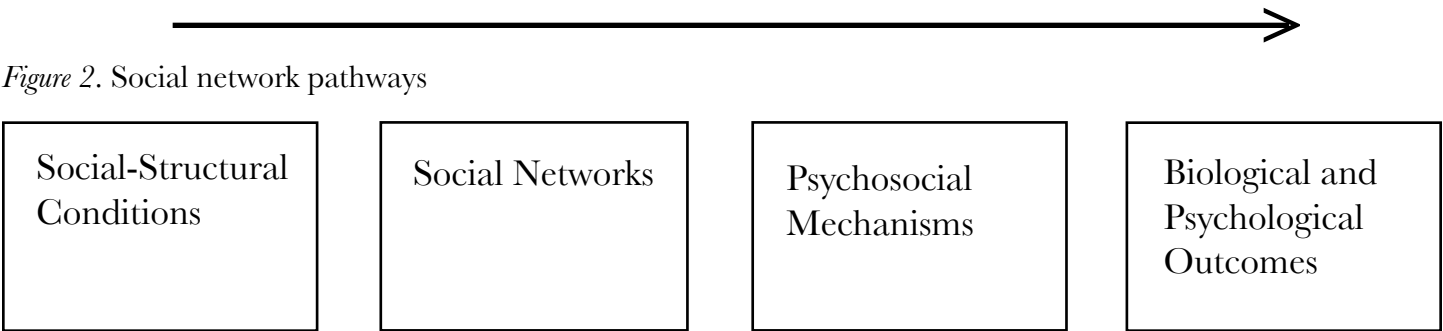 Figure 2. Social network pathways
Social-Structural
Conditions
Social Networks
Psychosocial
Mechanisms
Biological and
Psychological
Outcomes